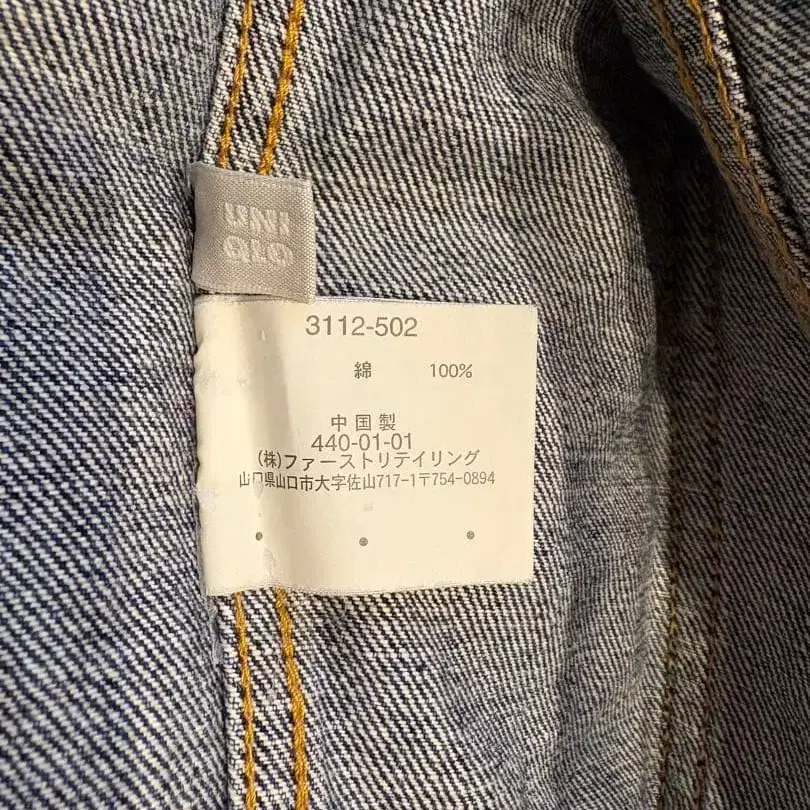 UNI
QLO
3112-502
綿 100%
中国製
440-01-01
(株)ファーストリテイリング
山口県山口市大字佐山717-1〒754-0894